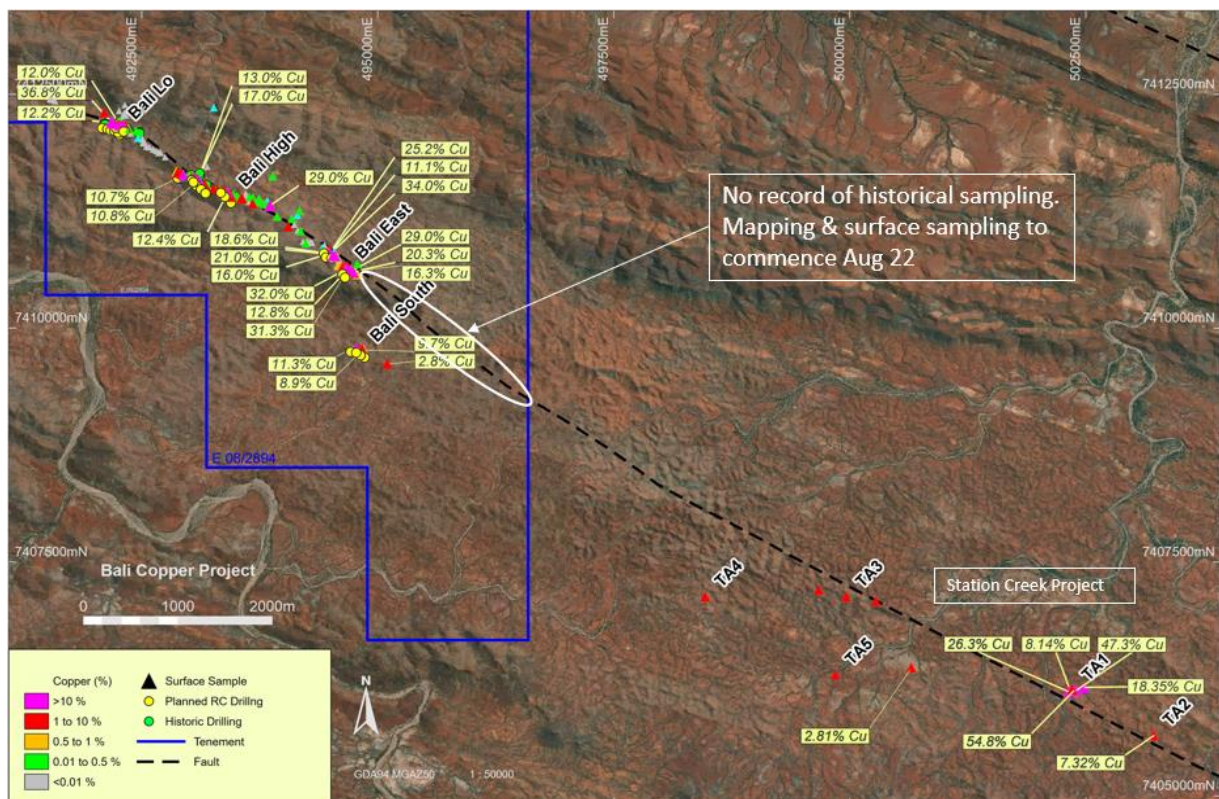 492500mE
495000mE
497500mE
500000mE
502500mE
7412500mN
7412500mN
12.0% Cu
36.8% Cu
12.2% Cu
Bali Lo
13.0% Cu
17.0% Cu
Bali High
29.0% Cu
25.2% Cu
11.1% Cu
34.0% Cu
10.7% Cu
10.8% Cu
12.4% Cu
18.6% Cu
21.0% Cu
16.0% Cu
Bali East
29.0% Cu
20.3% Cu
16.3% Cu
32.0% Cu
12.8% Cu
31.3% Cu
No record of historical sampling.
Mapping & surface sampling to
commence Aug 22
7410000mN
7410000mN
Bali South
9.7% Cu
2.8% Cu
11.3% Cu
8.9% Cu
E 08/2894
7407500mN
7407500mN
Bali Copper Project
0 1000 2000m
TA4
TA3
Station Creek Project
TA5
2.81% Cu
26.3% Cu
8.14% Cu
47.3% Cu
TA1
18.35% Cu
54.8% Cu
TA2
7.32% Cu
Copper (%)
>10 %
1 to 10 %
0.5 to 1 %
0.01 to 0.5 %
<0.01 %
Surface Sample
Planned RC Drillng
Historic Drilling
Tenement
Fault
N
GDA94 MGAZ50 1 : 50000
7405000mN